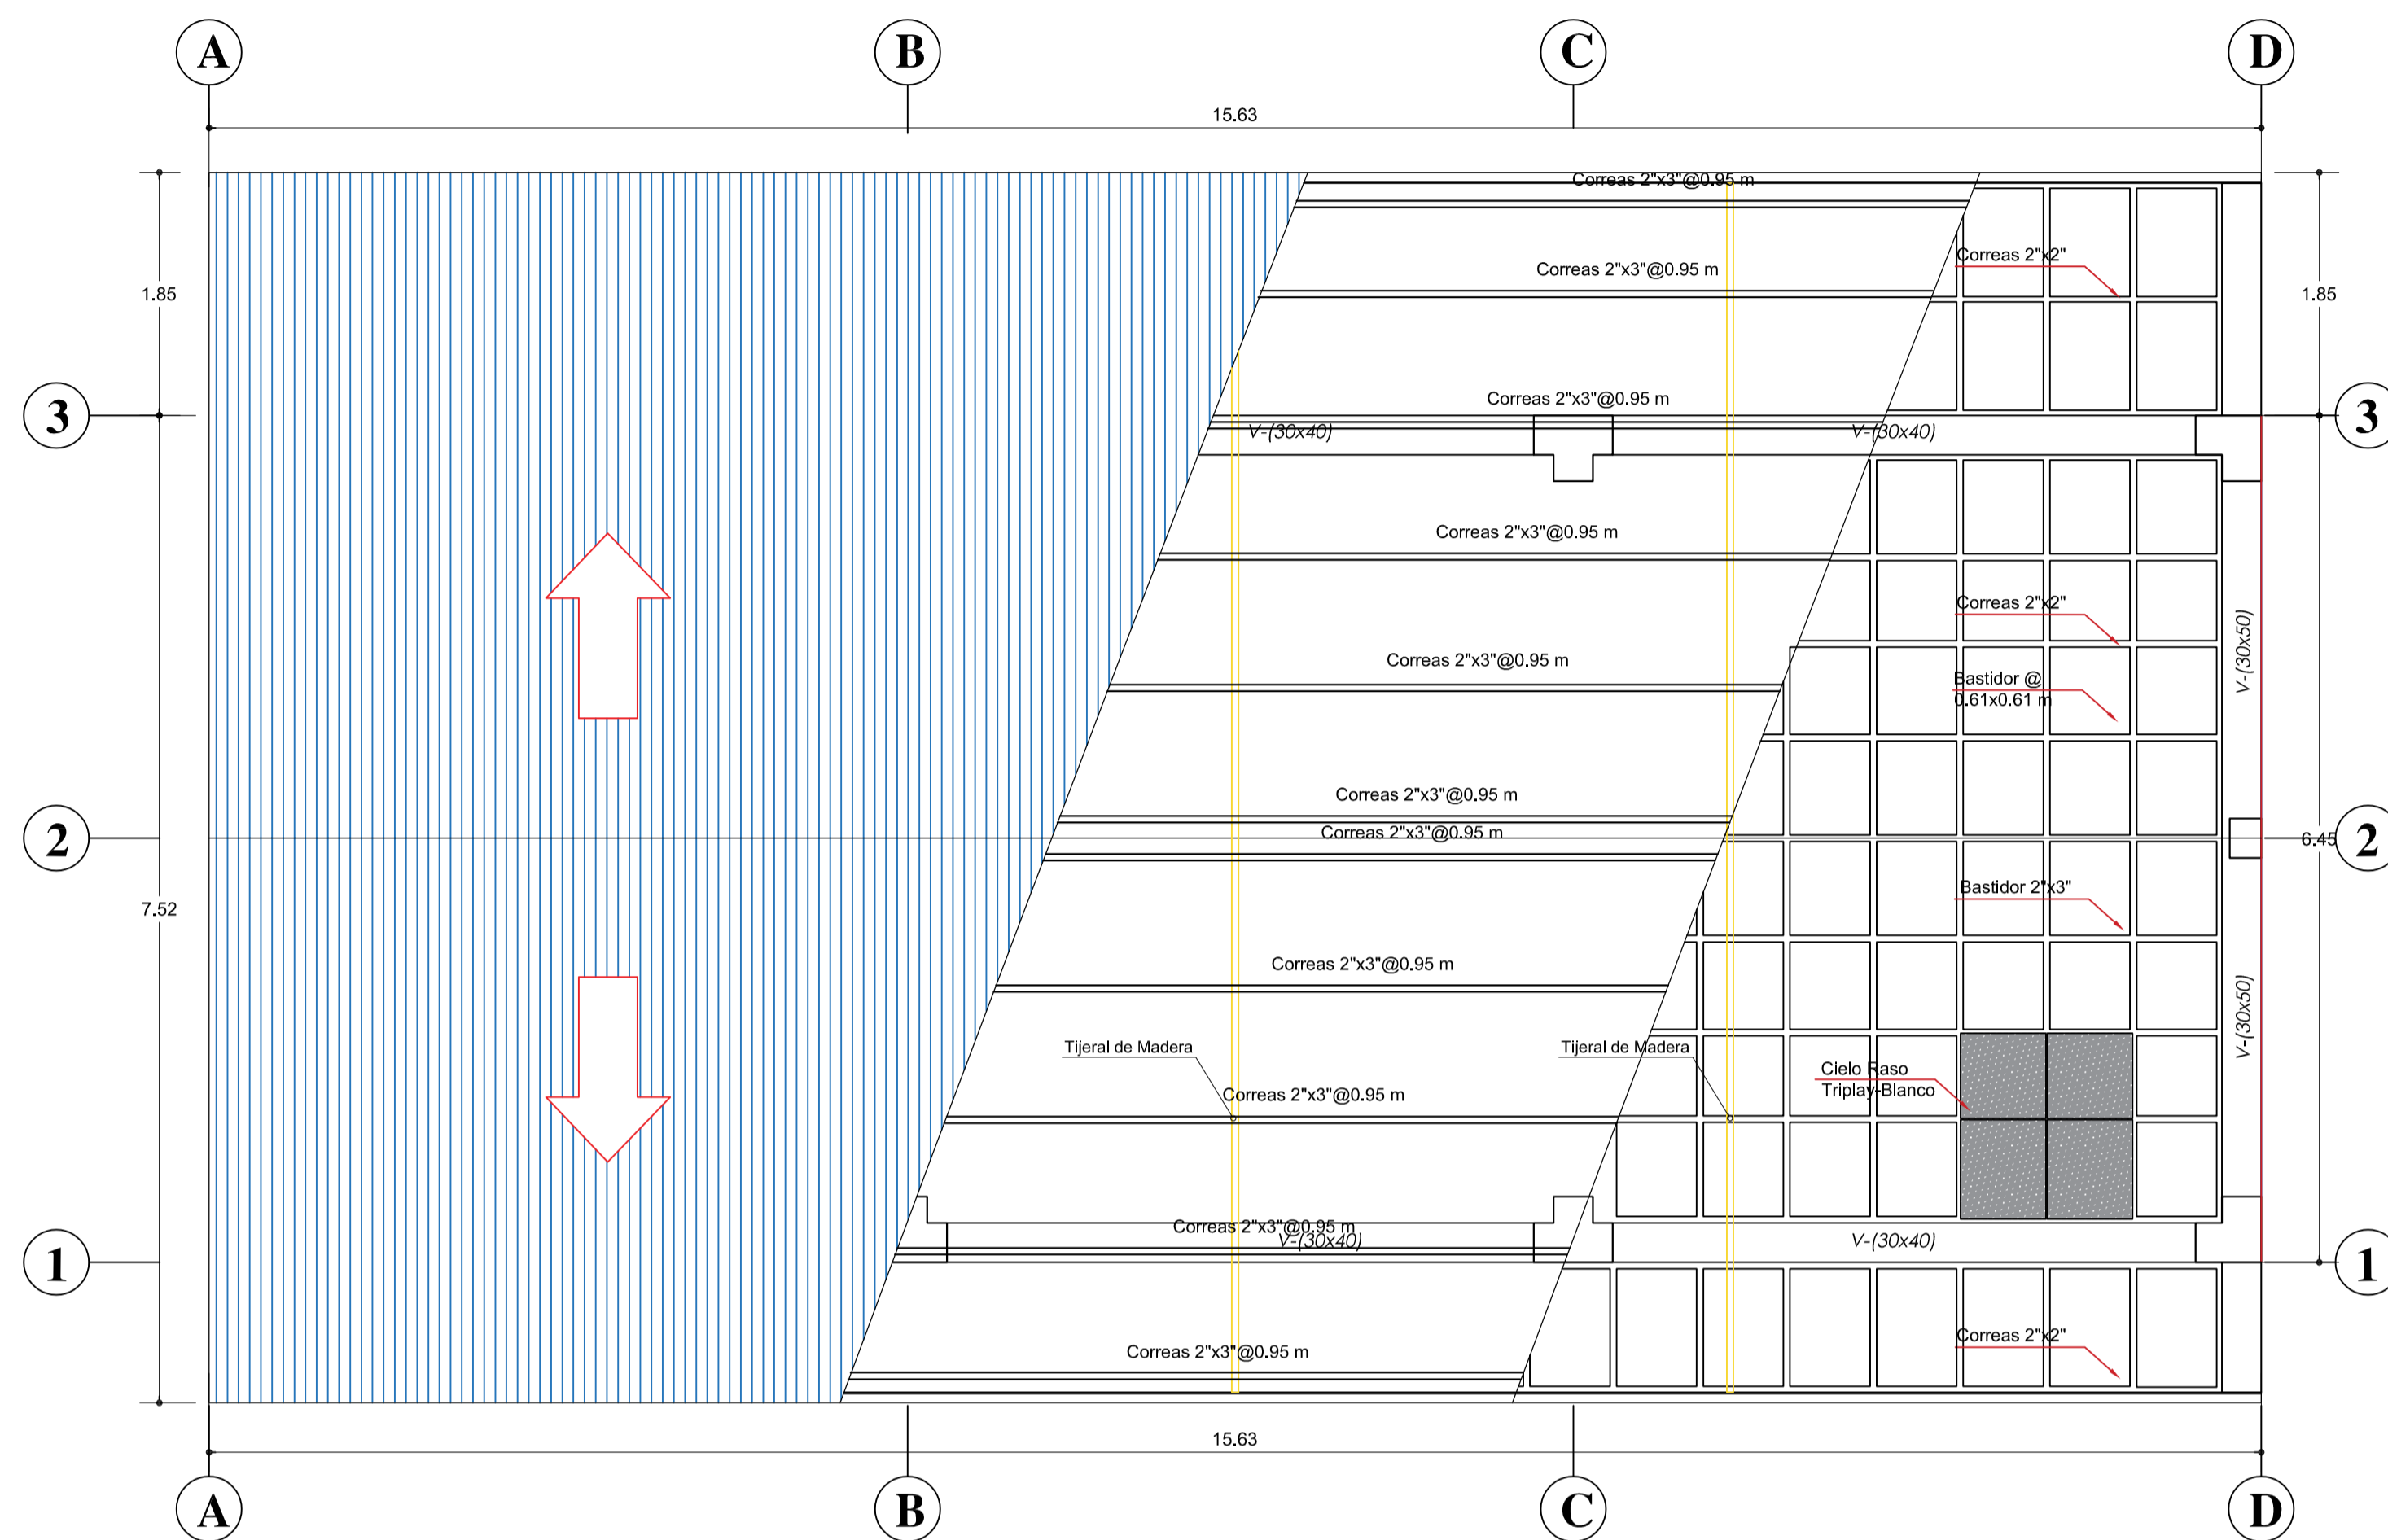 A
B
C
D
15.63
Correas 2"x3"@0.95 m
Correas 2"x2"
Correas 2"x3"@0.95 m
1.85
1.85
Correas 2"x3"@0.95 m
3
V-(30x40)
V-(30x40)
3
Correas 2"x3"@0.95 m
Correas 2"x2"
V-(30x50)
Correas 2"x3"@0.95 m
Bastidor @
0.61x0.61 m
Correas 2"x3"@0.95 m
Correas 2"x3"@0.95 m
2
6.45
2
Bastidor 2"x3"
7.52
Correas 2"x3"@0.95 m
V-(30x50)
Tijeral de Madera
Tijeral de Madera
Cielo Raso
Triplay-Blanco
Correas 2"x3"@0.95 m
Correas 2"x3"@0.95 m
V-(30x40)
V-(30x40)
1
1
Correas 2"x2"
Correas 2"x3"@0.95 m
15.63
A
B
C
D